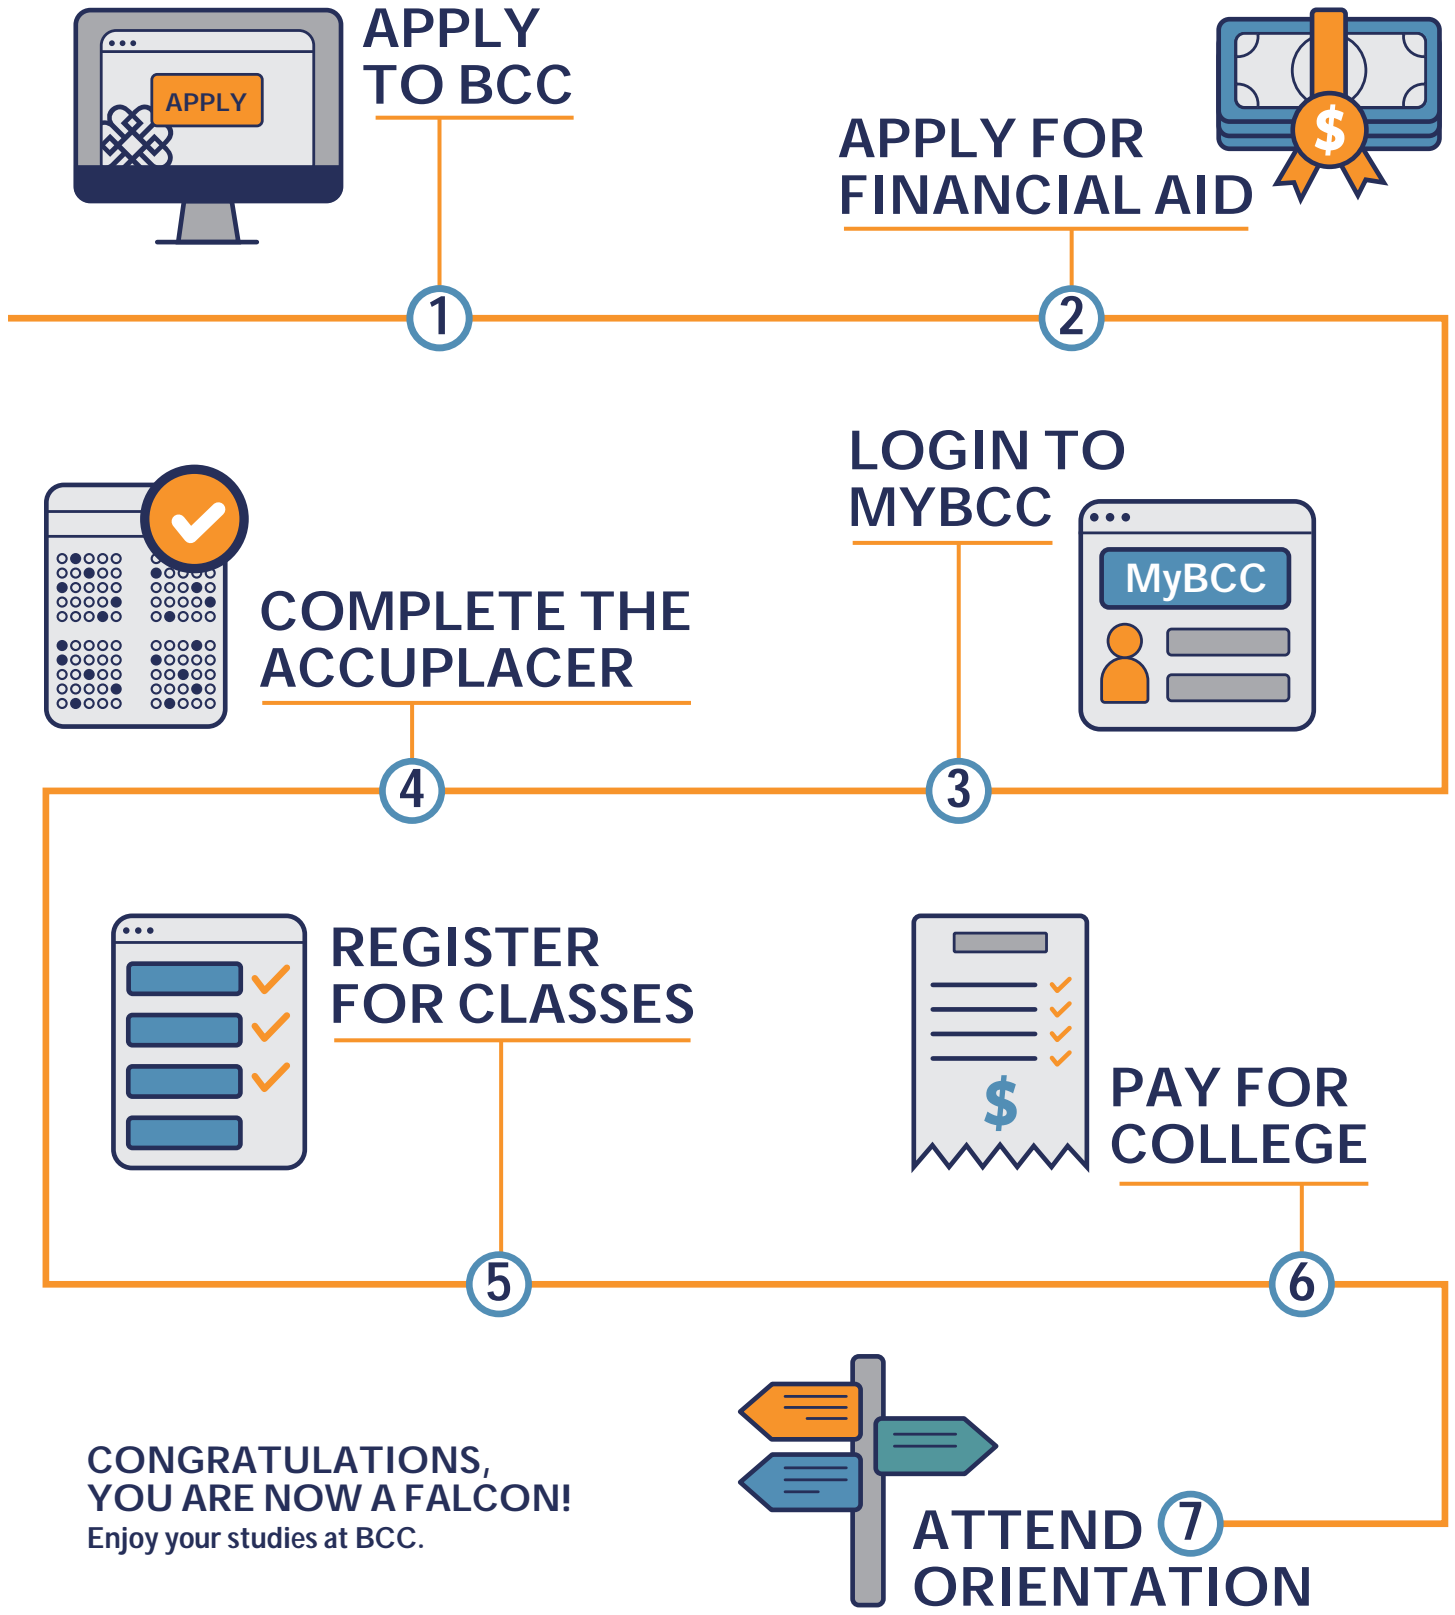 APPLY
TO BCC
APPLY
1
APPLY FOR
FINANCIAL AID
$
2
LOGIN TO
MYBCC
MyBCC
3
COMPLETE THE
ACCUPLACER
4
REGISTER
FOR CLASSES
5
$
PAY FOR
COLLEGE
6
ATTEND
ORIENTATION
7
CONGRATULATIONS,
YOU ARE NOW A FALCON!
Enjoy your studies at BCC.